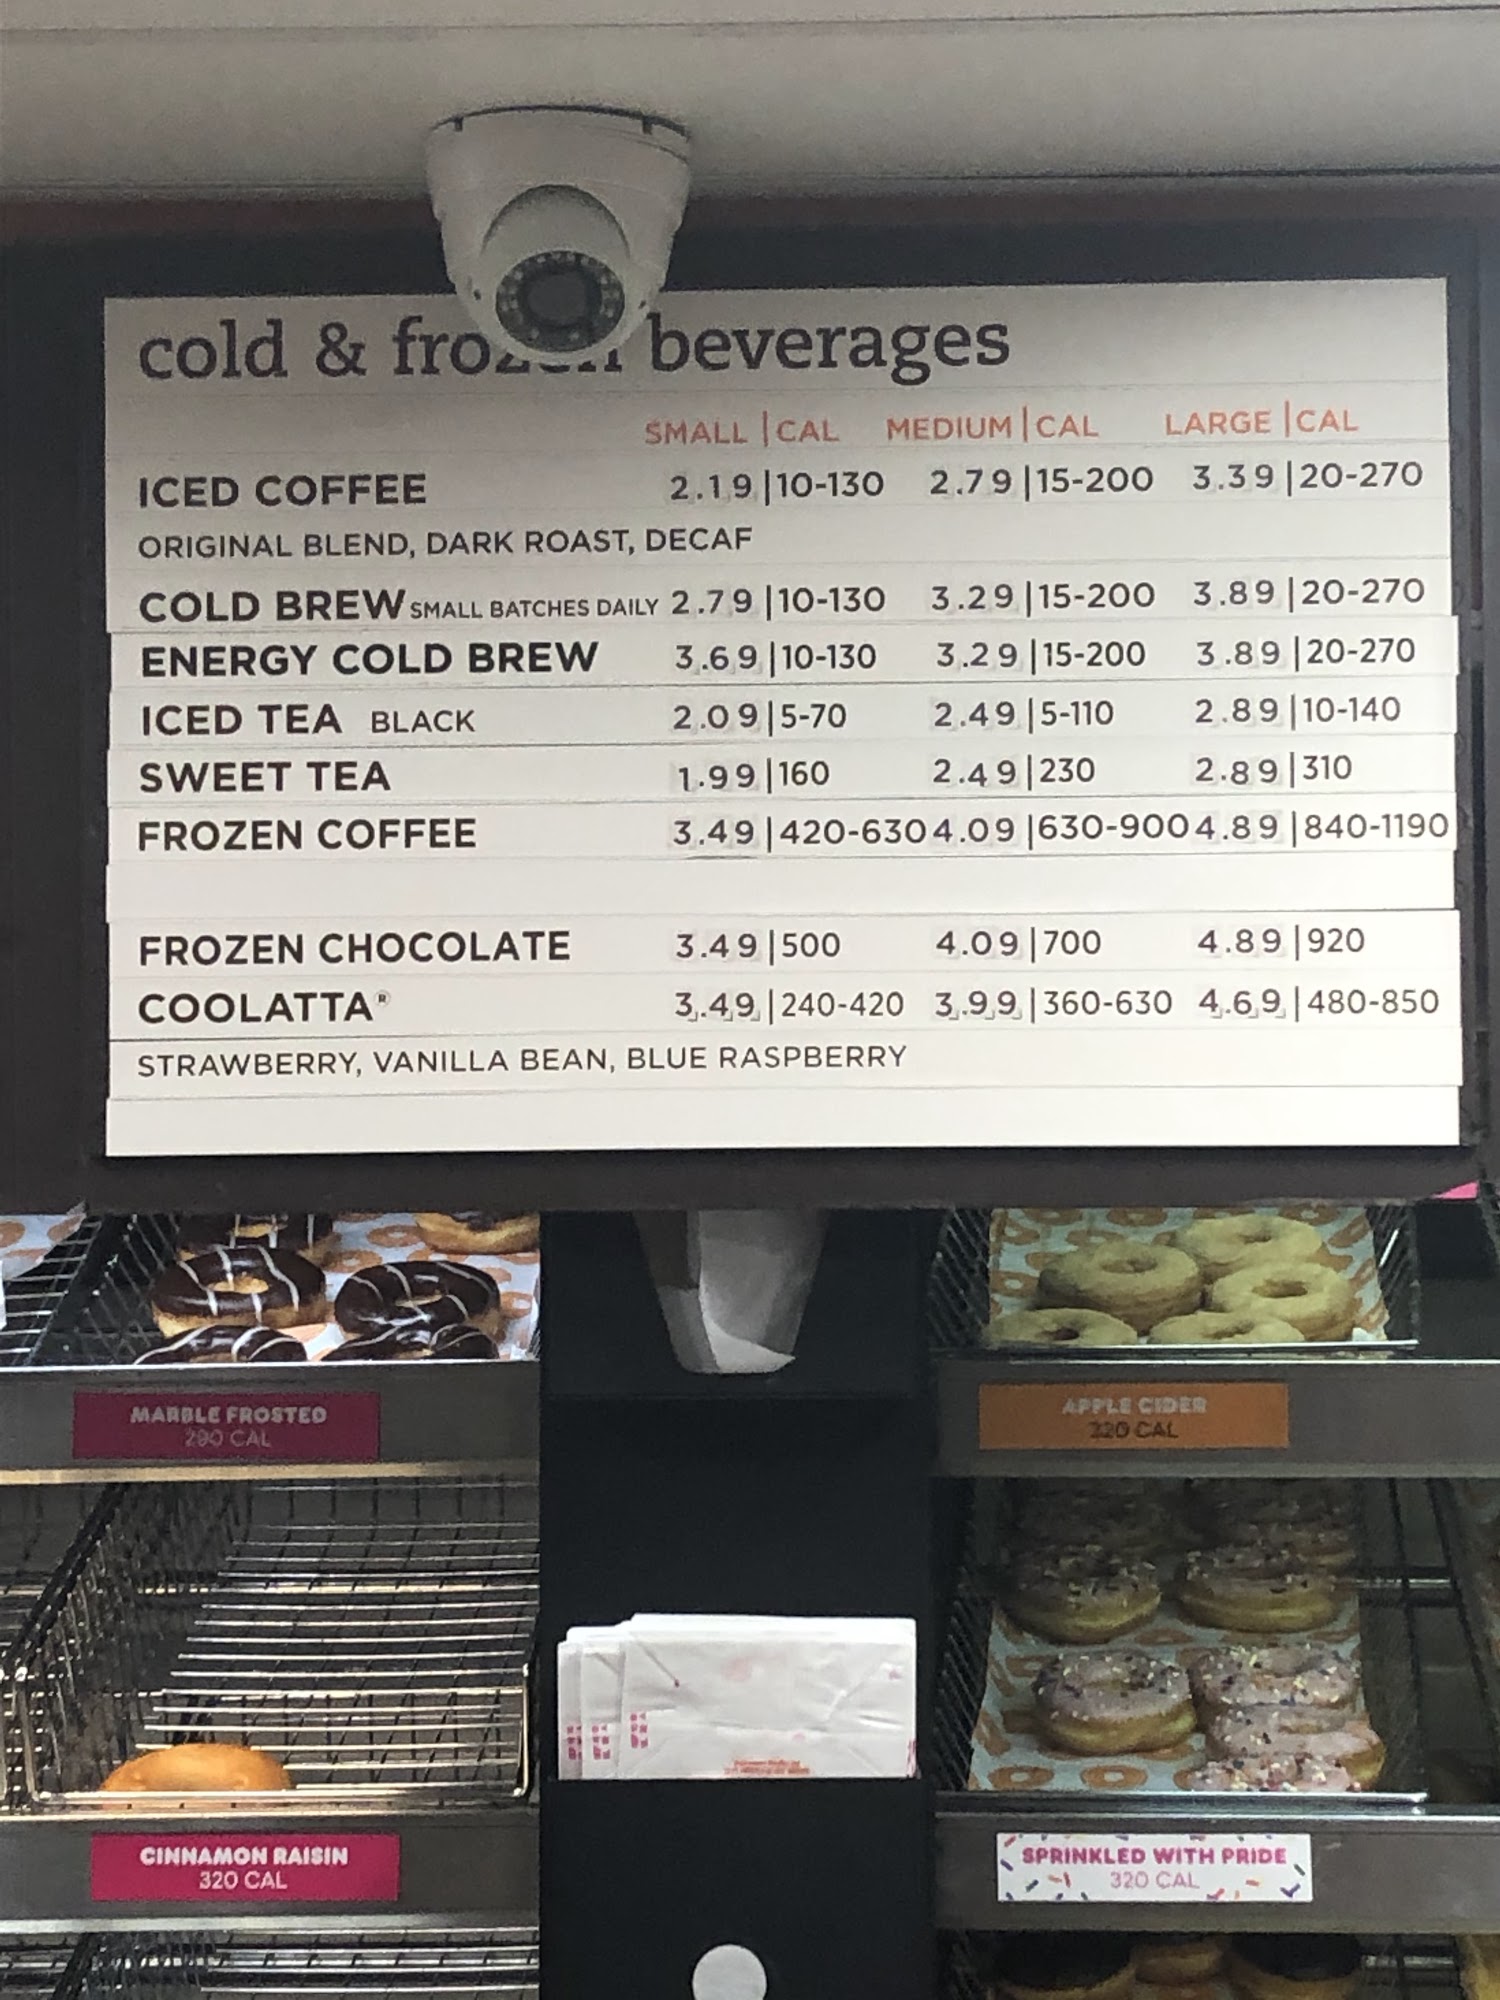 cold & frozen beverages
SMALL | CAL MEDIUM | CAL LARGE | CAL
ICED COFFEE 2.19 | 10-130 2.79 | 15-200 3.39 | 20-270
ORIGINAL BLEND, DARK ROAST, DECAF
COLD BREW SMALL BATCHES DAILY 2.79 | 10-130 3.29 | 15-200 3.89 | 20-270
ENERGY COLD BREW 3.69 | 10-130 3.29 | 15-200 3.89 | 20-270
ICED TEA BLACK 2.09 | 5-70 2.49 | 5-110 2.89 | 10-140
SWEET TEA 1.99 | 160 2.49 | 230 2.89 | 310
FROZEN COFFEE 3.49 | 420-630 4.09 | 630-900 4.89 | 840-1190
FROZEN CHOCOLATE 3.49 | 500 4.09 | 700 4.89 | 920
COOLATTA® 3.49 | 240-420 3.99 | 360-630 4.69 | 480-850
STRAWBERRY, VANILLA BEAN, BLUE RASPBERRY
MARBLE FROSTED
290 CAL
APPLE CIDER
320 CAL
CINNAMON RAISIN
320 CAL
SPRINKLED WITH PRIDE
320 CAL